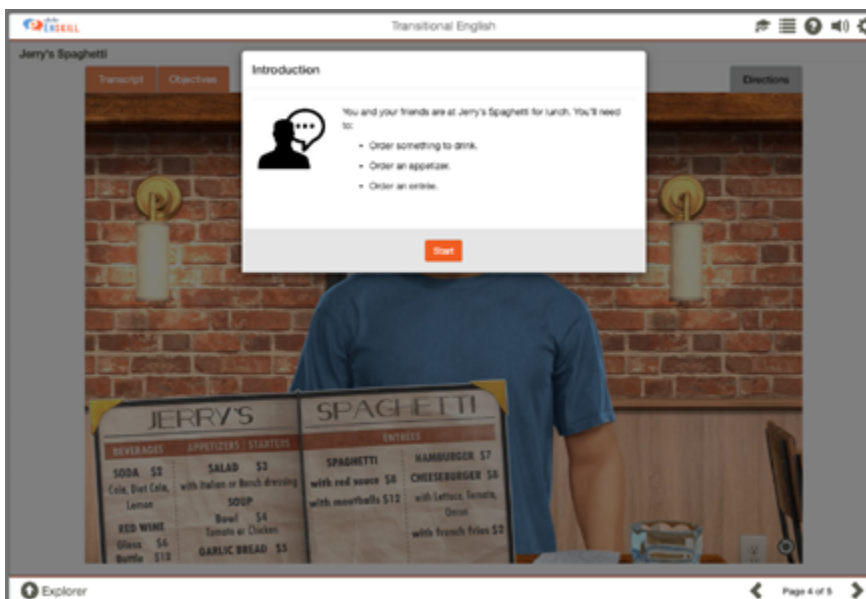 ENSKILL
Transitional English
Jerry's Spaghetti
Transcript
Objectives
Directions
Introduction
You and your friends are at Jerry's Spaghetti for lunch. You'll need
to:
• Order something to drink.
• Order an appetizer.
• Order an entrée.
Start
JERRY'S
BEVERAGES
APPETIZERS | STARTERS
SODA $2
Cola, Diet Cola,
Lemon
RED WINE
Glass $6
Bottle $12
SALAD $3
with Italian or Ranch dressing
SOUP
Bowl $4
Tomato or Chicken
GARLIC BREAD $5
SPAGHETTI
ENTRÉES
SPAGHETTI
with red sauce $8
with meatballs $12
HAMBURGER $7
CHEESEBURGER $8
with Lettuce, Tomato,
Onion
with french fries $2
Explorer
Page 4 of 5